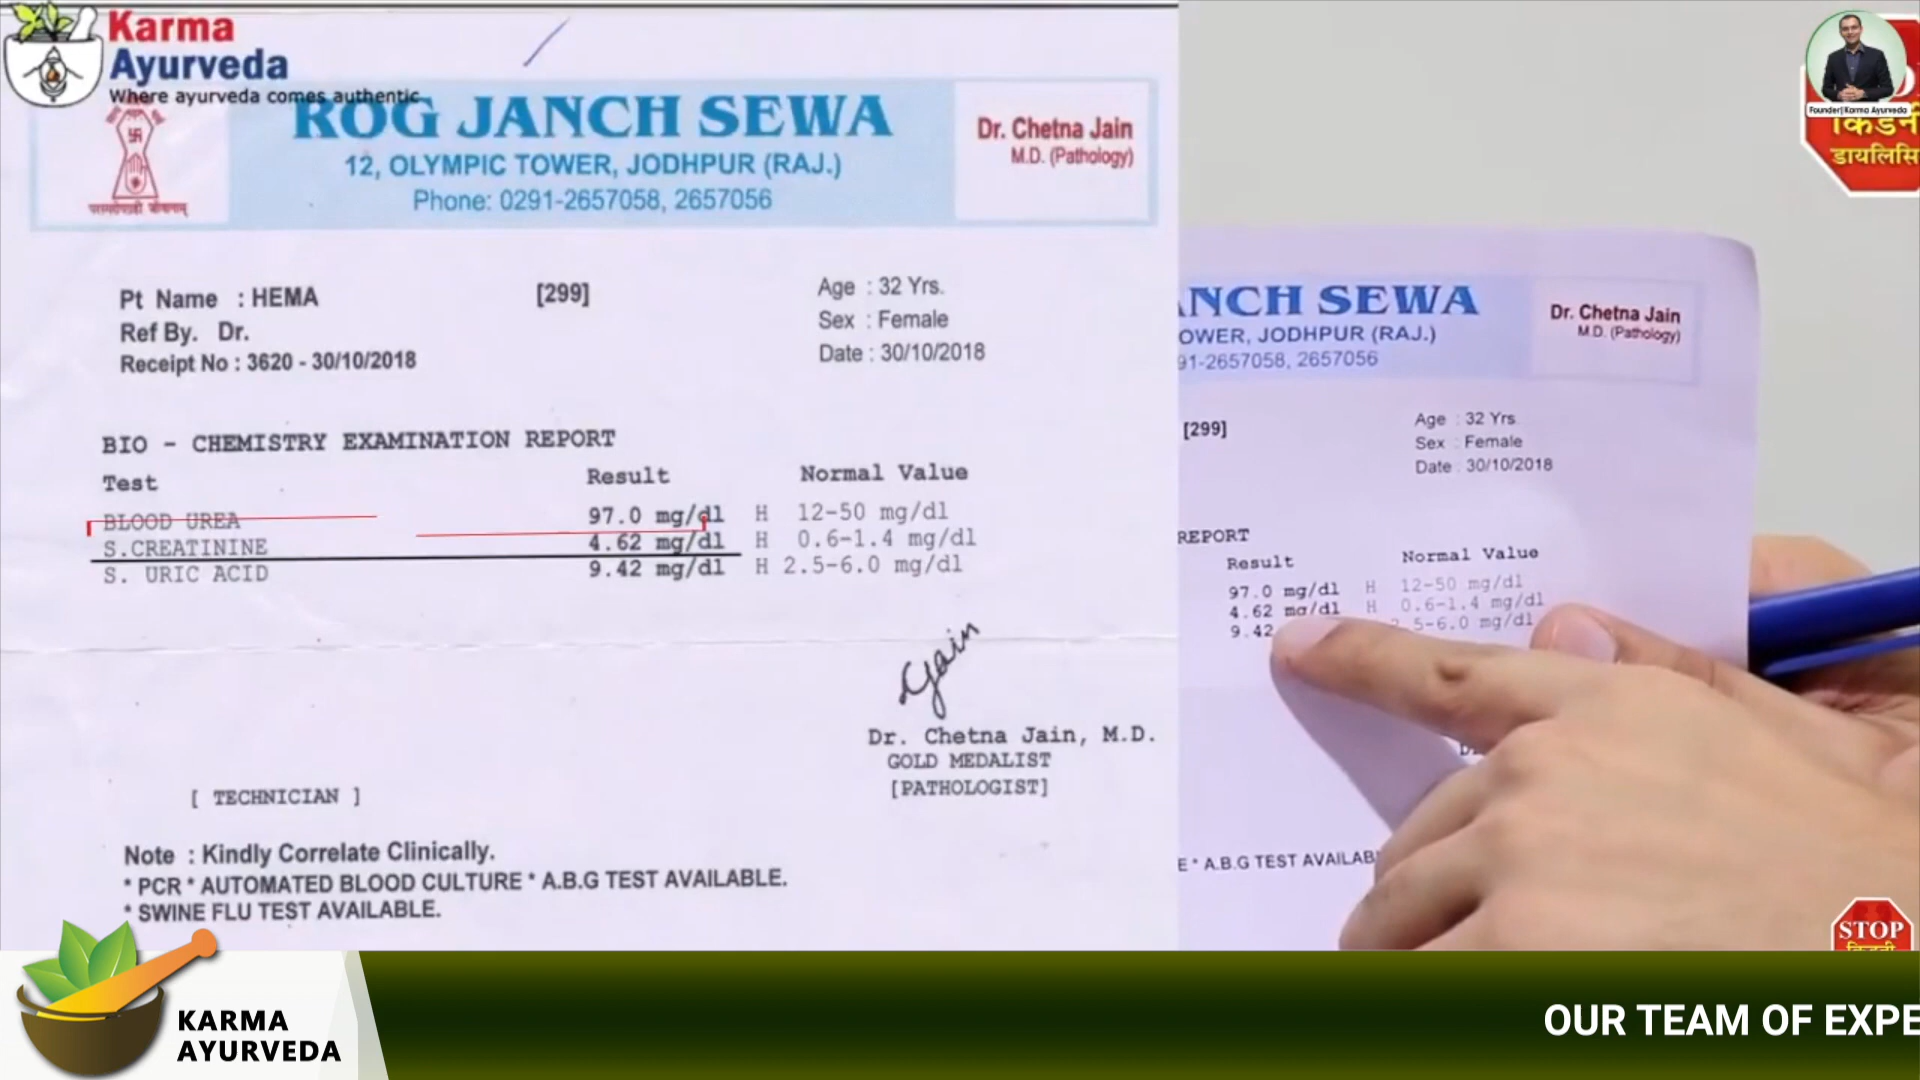 Karma
Ayurveda
Where ayurveda comes authentic
ROG JANCH SEWA
12, OLYMPIC TOWER, JODHPUR (RAJ.)
Phone: 0291-2657058, 2657056
Dr. Chetna Jain
M.D. (Pathology)
Pt Name : HEMA [299] Age : 32 Yrs.
Ref By. Dr. Sex : Female
Receipt No : 3620 - 30/10/2018 Date : 30/10/2018
BIO - CHEMISTRY EXAMINATION REPORT
Test Result Normal Value
BLOOD UREA 97.0 mg/dl H 12-50 mg/dl
S.CREATININE 4.62 mg/dl H 0.6-1.4 mg/dl
S. URIC ACID 9.42 mg/dl H 2.5-6.0 mg/dl
Dr. Chetna Jain, M.D.
GOLD MEDALIST
[PATHOLOGIST]
[ TECHNICIAN ]
Note : Kindly Correlate Clinically.
* PCR * AUTOMATED BLOOD CULTURE * A.B.G TEST AVAILABLE.
* SWINE FLU TEST AVAILABLE.
Founder|Karma Ayurveda
किडनी
डायलिसि
NCH SEWA
OWER, JODHPUR (RAJ.)
91-2657058, 2657056
Dr. Chetna Jain
M.D. (Pathology)
[299] Age : 32 Yrs.
Sex : Female
Date : 30/10/2018
REPORT
Result Normal Value
97.0 mg/dl H 12-50 mg/dl
4.62 mg/dl H 0.6-1.4 mg/dl
9.42 .5-6.0 mg/dl
E * A.B.G TEST AVAILAB
STOP
KARMA
AYURVEDA
OUR TEAM OF EXPE